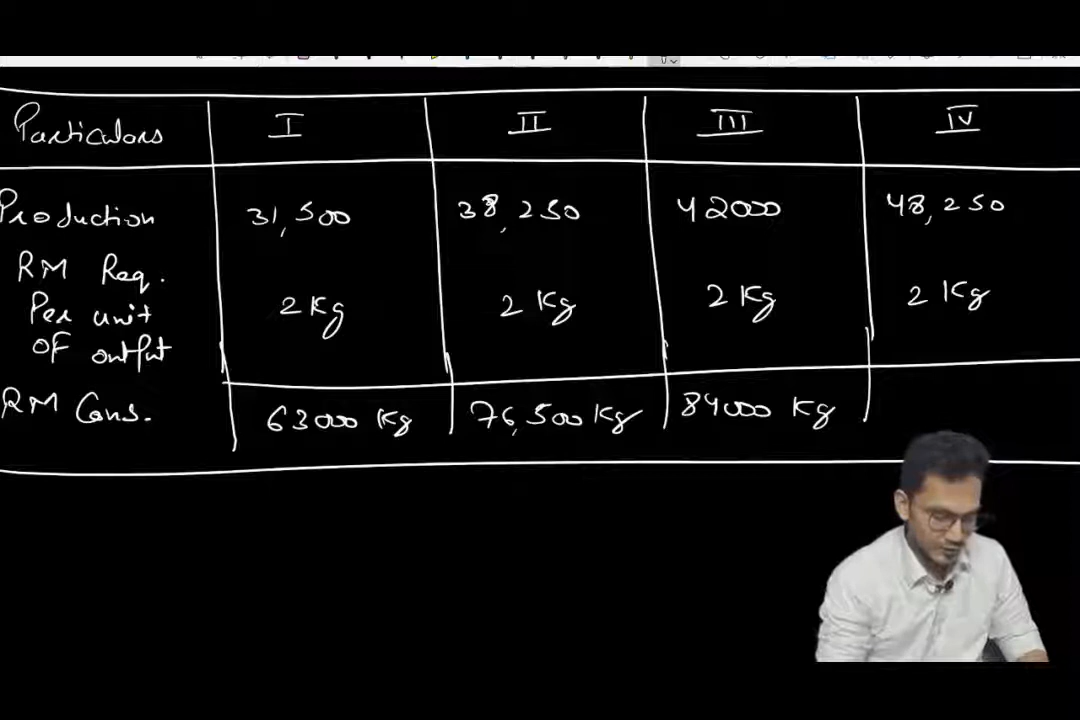 Particulars I II III IV
Production 31,500 38,250 42000 48,250
RM Req.
Per unit 2 Kg 2 Kg 2 Kg 2 Kg
OF output
RM Cons. 63000 Kg 76,500 Kg 84000 Kg